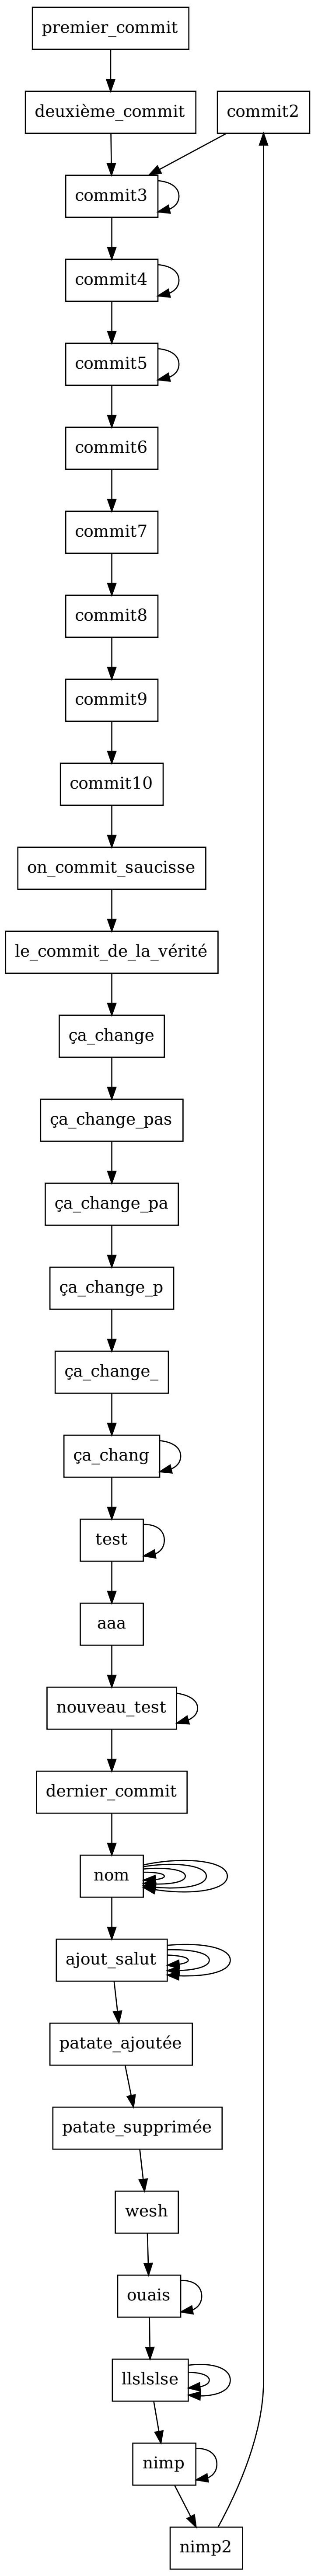 premier_commit
deuxième_commit
commit2
commit3
commit4
commit5
commit6
commit7
commit8
commit9
commit10
on_commit_saucisse
le_commit_de_la_vérité
ça_change
ça_change_pas
ça_change_pa
ça_change_p
ça_change_
ça_chang
test
aaa
nouveau_test
dernier_commit
nom
ajout_salut
patate_ajoutée
patate_supprimée
wesh
ouais
llslslse
nimp
nimp2